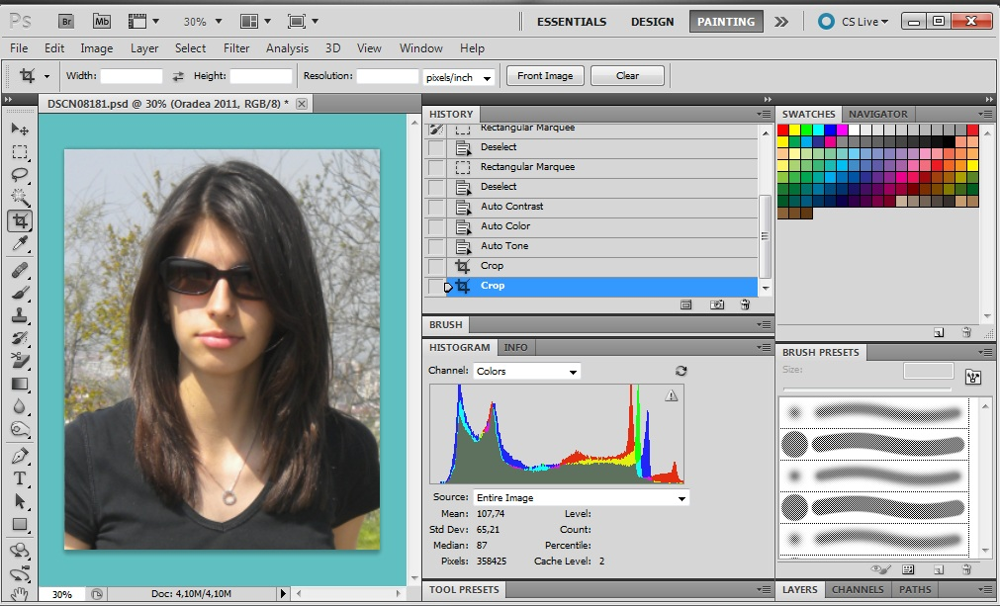 Ps Br Mb 30% ESSENTIALS DESIGN PAINTING CS Live
File Edit Image Layer Select Filter Analysis 3D View Window Help
Width: Height: Resolution: pixels/inch Front Image Clear
DSCN08181.psd @ 30% (Oradea 2011, RGB/8) *
HISTORY
Rectangular Marquee
Deselect
Rectangular Marquee
Deselect
Auto Contrast
Auto Color
Auto Tone
Crop
Crop
BRUSH
HISTOGRAM INFO
Channel: Colors
Source: Entire Image
Mean: 107,74 Level:
Std Dev: 65,21 Count:
Median: 87 Percentile:
Pixels: 358425 Cache Level: 2
TOOL PRESETS
SWATCHES NAVIGATOR
BRUSH PRESETS
Size:
LAYERS CHANNELS PATHS
T
30% Doc: 4,10M/4,10M